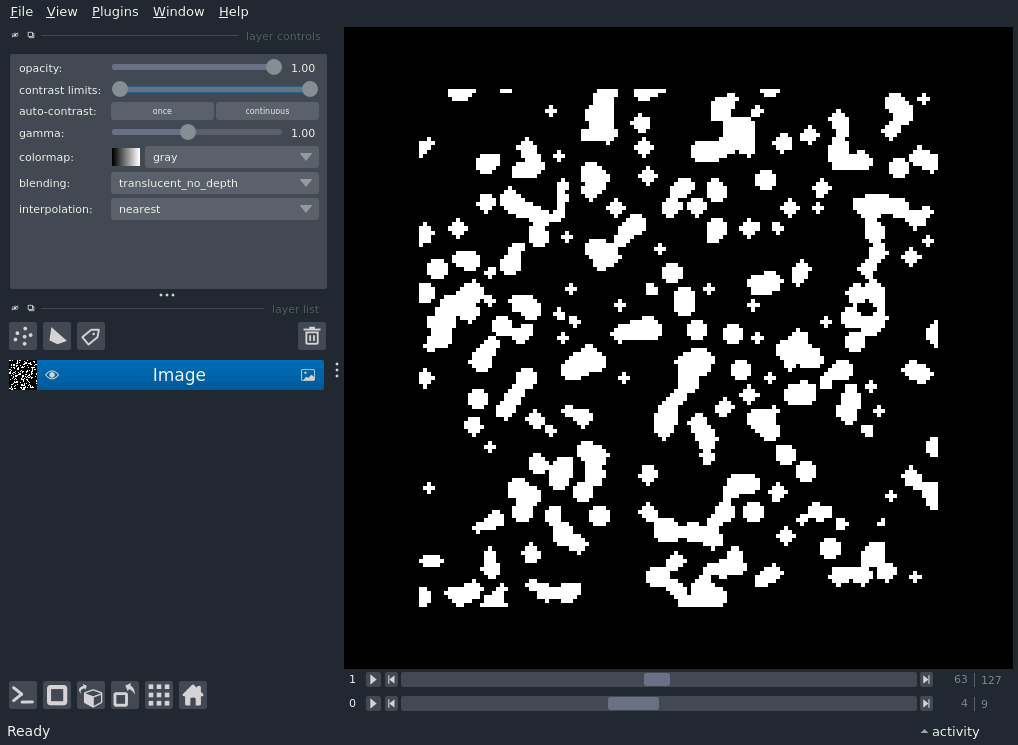 File View Plugins Window Help
layer controls
opacity: 1.00
contrast limits:
auto-contrast: once continuous
gamma: 1.00
colormap: gray
blending: translucent_no_depth
interpolation: nearest
layer list
Image
1 63 127
0 4 9
Ready activity